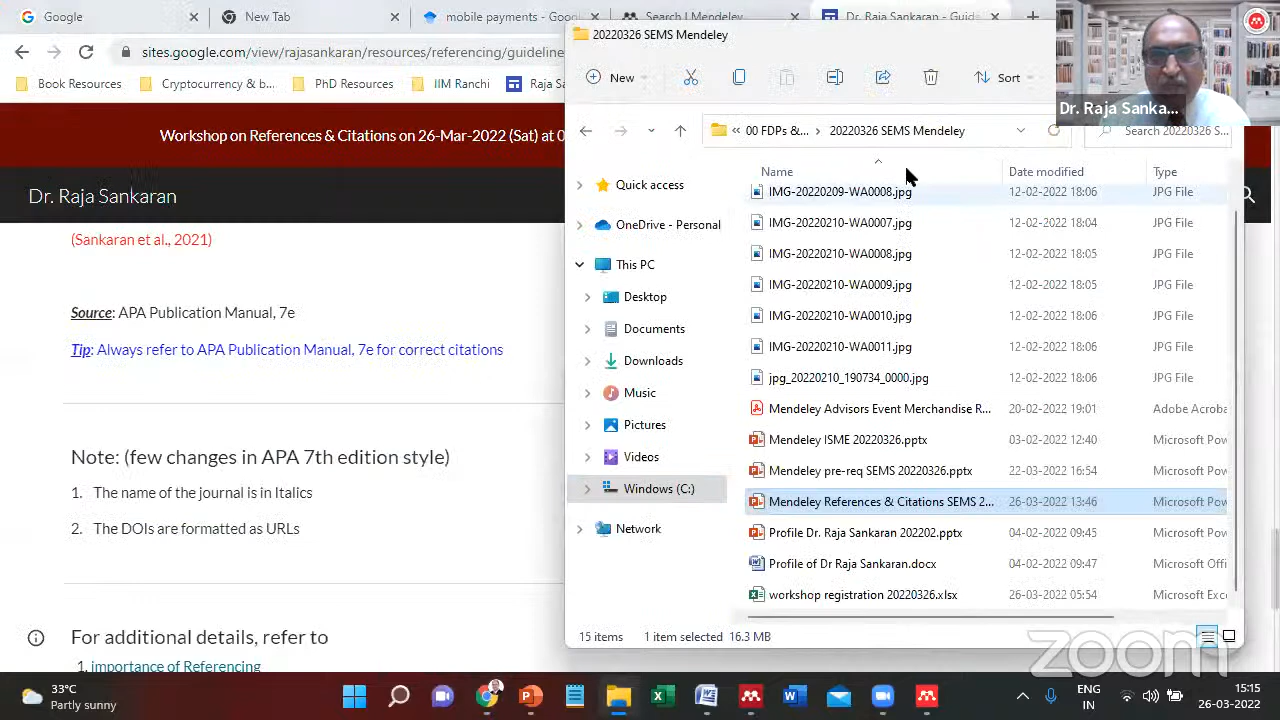 Google
New Tab
mobile payments - Goo
Search | Mendeley
Dr. Raja Sankaran - Guide
sites.google.com/view/rajasankaran/resources/referencing/guideline
Book Resources
Cryptocurrency & b...
PhD Resources
IIM Ranchi
Raja Sa
Workshop on References & Citations on 26-Mar-2022 (Sat) at 0
Dr. Raja Sankaran
(Sankaran et al., 2021)
Source: APA Publication Manual, 7e
Tip: Always refer to APA Publication Manual, 7e for correct citations
Note: (few changes in APA 7th edition style)
1. The name of the journal is in Italics
2. The DOIs are formatted as URLs
For additional details, refer to
1. importance of Referencing
20220326 SEMS Mendeley
New
Sort
« 00 FDPs &... › 20220326 SEMS Mendeley
Search 20220326 S...
Quick access
OneDrive - Personal
This PC
Desktop
Documents
Downloads
Music
Pictures
Videos
Windows (C:)
Network
Name Date modified Type
IMG-20220209-WA0008.jpg 12-02-2022 18:06 JPG File
IMG-20220210-WA0007.jpg 12-02-2022 18:04 JPG File
IMG-20220210-WA0008.jpg 12-02-2022 18:05 JPG File
IMG-20220210-WA0009.jpg 12-02-2022 18:05 JPG File
IMG-20220210-WA0010.jpg 12-02-2022 18:06 JPG File
IMG-20220210-WA0011.jpg 12-02-2022 18:06 JPG File
jpg_20220210_190734_0000.jpg 12-02-2022 18:06 JPG File
Mendeley Advisors Event Merchandise R... 20-02-2022 19:01 Adobe Acroba
Mendeley ISME 20220326.pptx 03-02-2022 12:40 Microsoft Pow
Mendeley pre-req SEMS 20220326.pptx 22-03-2022 16:54 Microsoft Pow
Mendeley References & Citations SEMS 2... 26-03-2022 13:46 Microsoft Pow
Profile Dr. Raja Sankaran 202202.pptx 04-02-2022 09:45 Microsoft Pow
Profile of Dr Raja Sankaran.docx 04-02-2022 09:47 Microsoft Offi
workshop registration 20220326.xlsx 26-03-2022 05:54 Microsoft Exce
15 items 1 item selected 16.3 MB
Dr. Raja Sanka...
zoom
33°C
Partly sunny
ENG
IN
15:15
26-03-2022